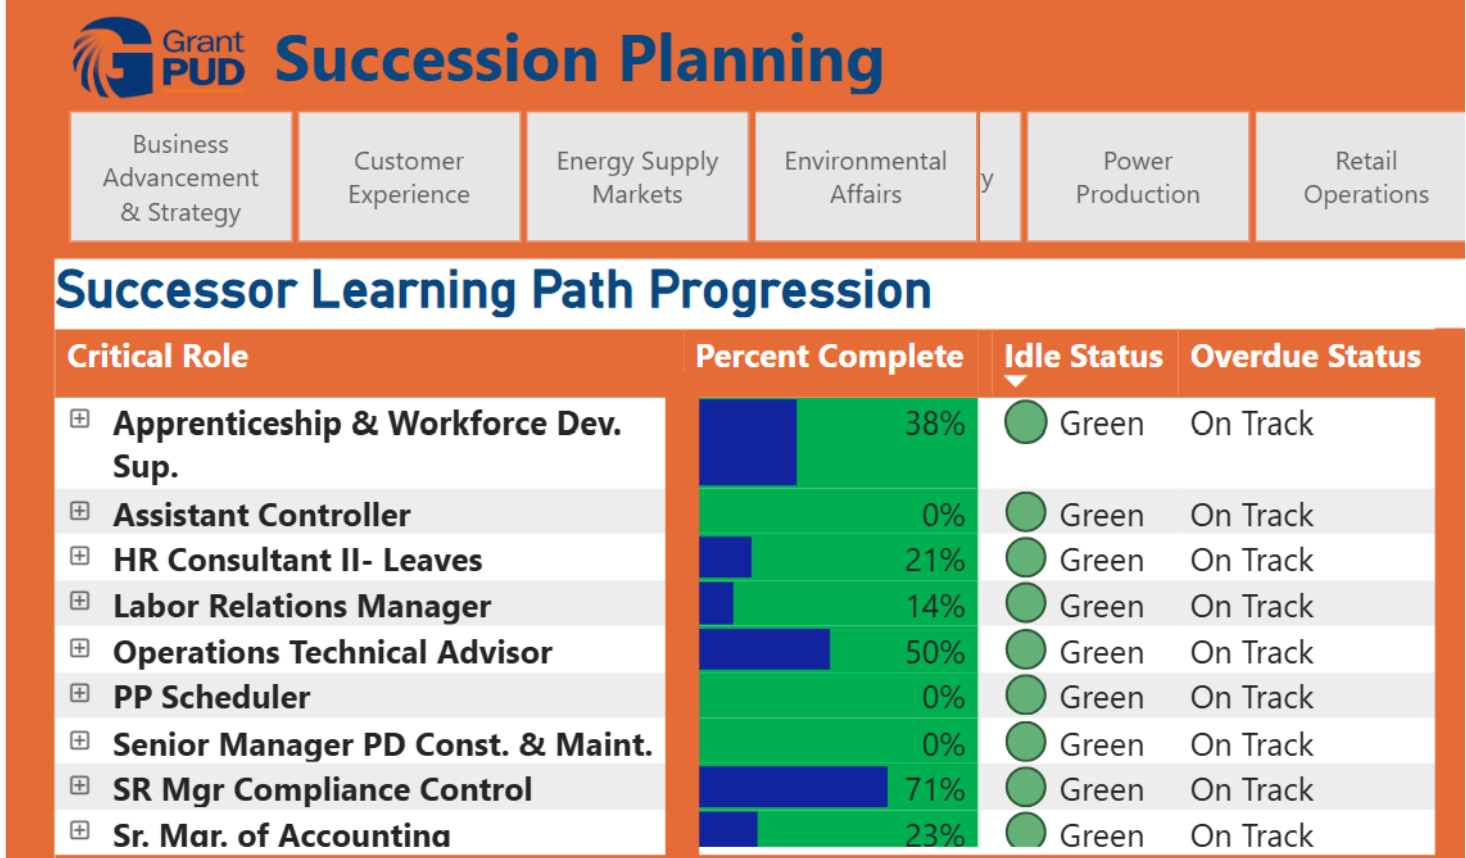 Grant
PUD
Succession Planning
Business
Advancement
& Strategy
Customer
Experience
Energy Supply
Markets
Environmental
Affairs
y
Power
Production
Retail
Operations
Successor Learning Path Progression
Critical Role Percent Complete Idle Status Overdue Status
Apprenticeship & Workforce Dev. 38% Green On Track
Sup.
Assistant Controller 0% Green On Track
HR Consultant II- Leaves 21% Green On Track
Labor Relations Manager 14% Green On Track
Operations Technical Advisor 50% Green On Track
PP Scheduler 0% Green On Track
Senior Manager PD Const. & Maint. 0% Green On Track
SR Mgr Compliance Control 71% Green On Track
Sr. Mgr. of Accounting 23% Green On Track